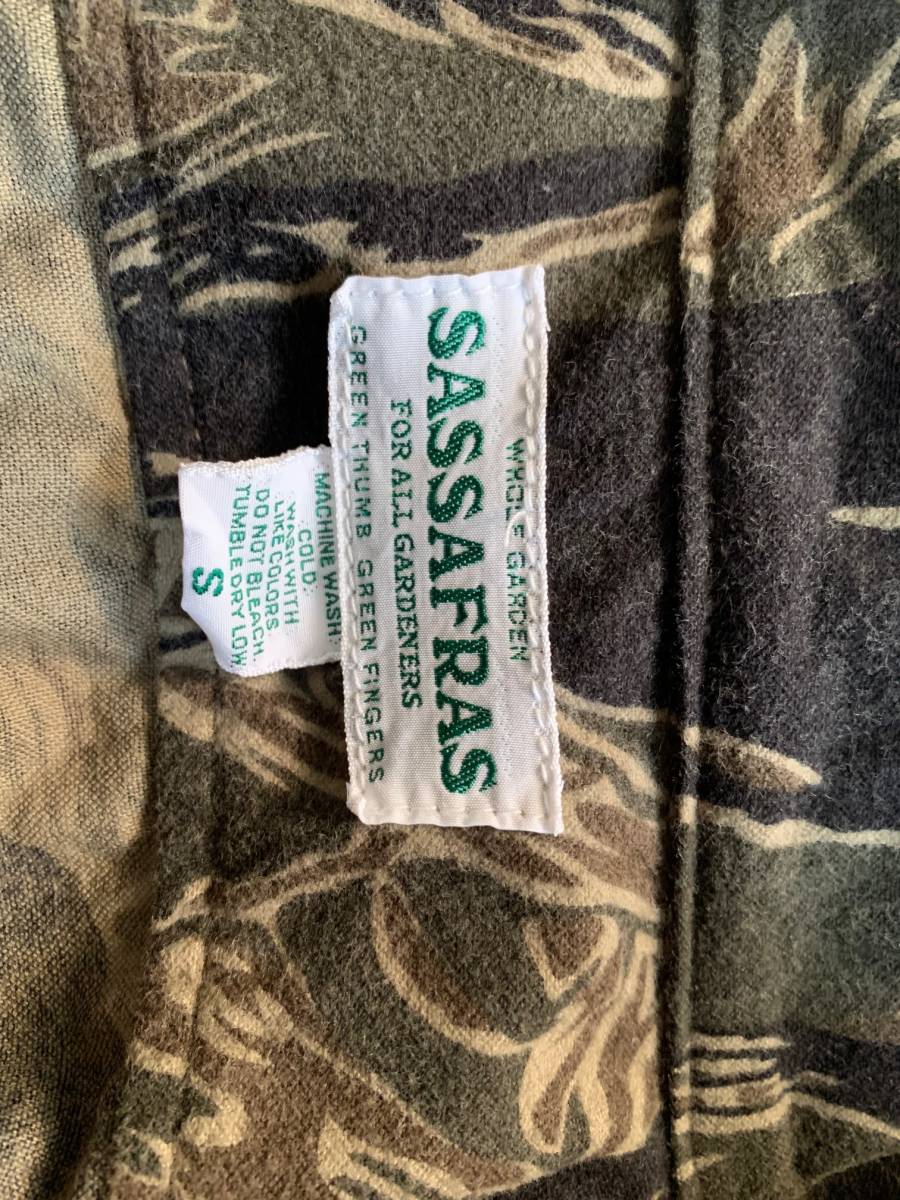 WHOLE GARDEN
SASSAFRAS
FOR ALL GARDENERS
GREEN THUMB GREEN FINGERS
MACHINE WASH
COLD.
WASH WITH
LIKE COLORS
DO NOT BLEACH.
TUMBLE DRY LOW.
S